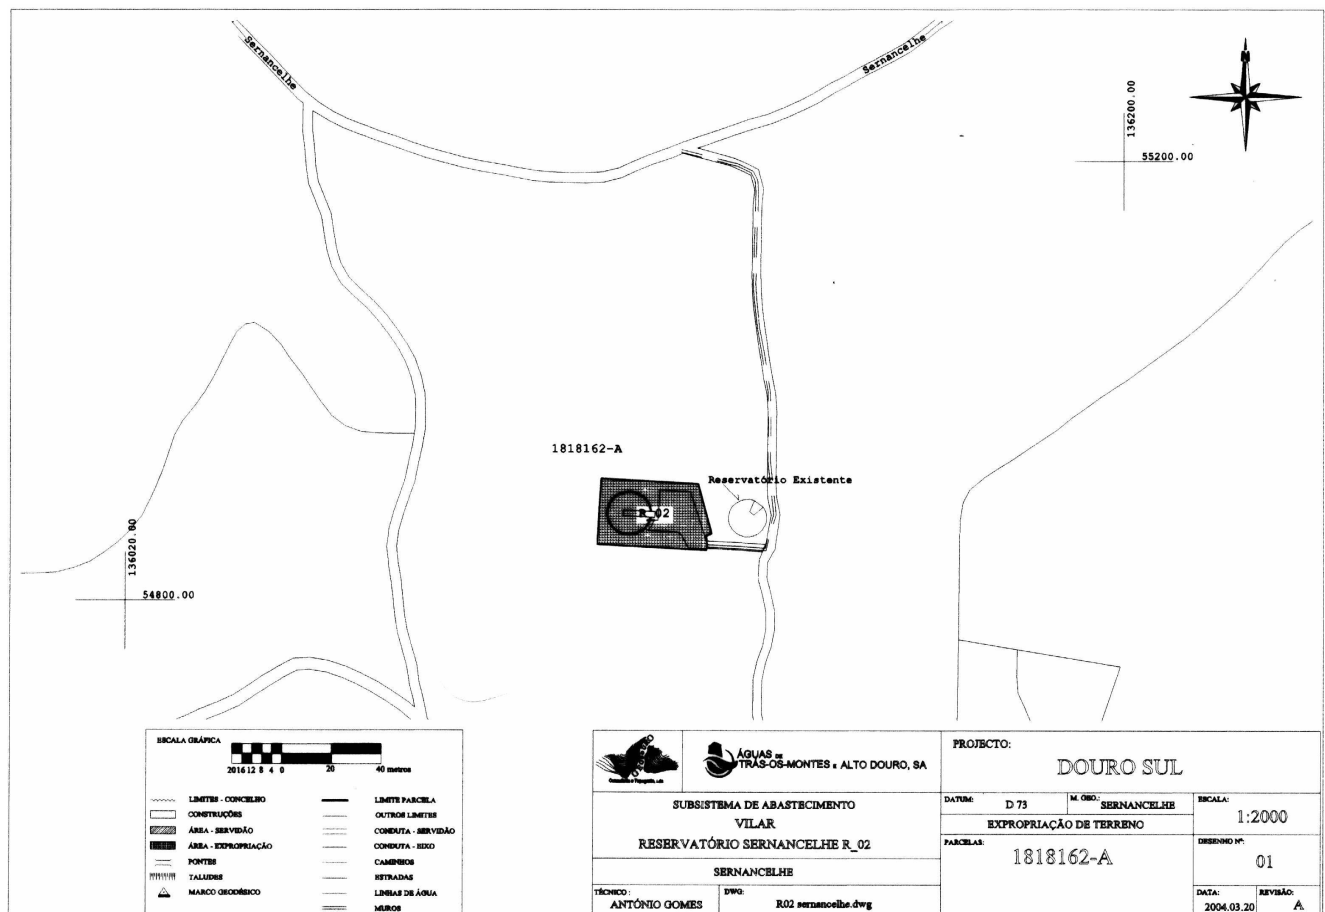 Sernancelhe
Sernancelhe
N
136200.00
55200.00
1818162-A
Reservatório Existente
R_02
136020.00
54800.00
ESCALA GRÁFICA
20 16 12 8 4 0 20 40 metros
LIMITES - CONCELHO
CONSTRUÇÕES
ÁREA - SERVIDÃO
ÁREA - EXPROPRIAÇÃO
PONTES
TALUDES
MARCO GEODÉSICO
LIMITE PARCELA
OUTROS LIMITES
CONDUTA - SERVIDÃO
CONDUTA - EIXO
CAMINHOS
ESTRADAS
LINHAS DE ÁGUA
MUROS
ÁGUAS DE
TRÁS-OS-MONTES E ALTO DOURO, SA
SUBSISTEMA DE ABASTECIMENTO
VILAR
RESERVATÓRIO SERNANCELHE R_02
SERNANCELHE
TÉCNICO :
ANTÓNIO GOMES
DWG:
R02 sernancelhe.dwg
PROJECTO:
DOURO SUL
DATUM: D 73
M. GEO.: SERNANCELHE
ESCALA:
1:2000
EXPROPRIAÇÃO DE TERRENO
PARCELAS:
1818162-A
DESENHO Nº:
01
DATA:
2004.03.20
REVISÃO:
A